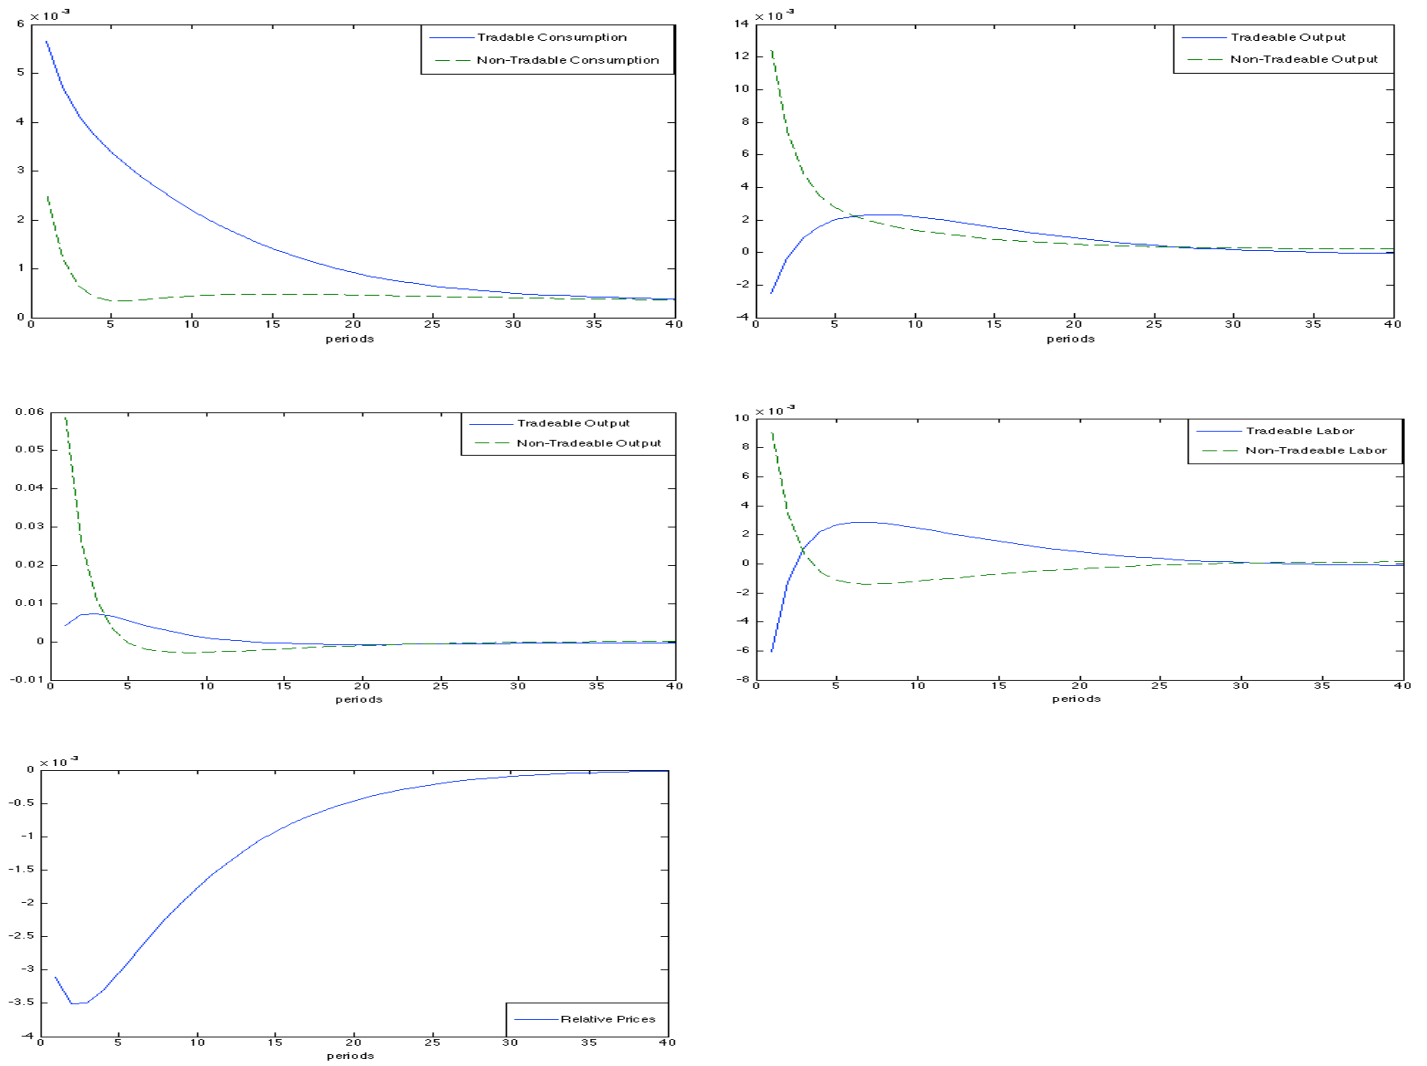 × 10⁻³
6
5
4
3
2
1
0
0 5 10 15 20 25 30 35 40
periods
Tradable Consumption
Non-Tradable Consumption
× 10⁻³
14
12
10
8
6
4
2
0
-2
-4
0 5 10 15 20 25 30 35 40
periods
Tradeable Output
Non-Tradeable Output
0.06
0.05
0.04
0.03
0.02
0.01
0
-0.01
0 5 10 15 20 25 30 35 40
periods
Tradeable Output
Non-Tradeable Output
× 10⁻³
10
8
6
4
2
0
-2
-4
-6
-8
0 5 10 15 20 25 30 35 40
periods
Tradeable Labor
Non-Tradeable Labor
× 10⁻³
0
-0.5
-1
-1.5
-2
-2.5
-3
-3.5
-4
0 5 10 15 20 25 30 35 40
periods
Relative Prices